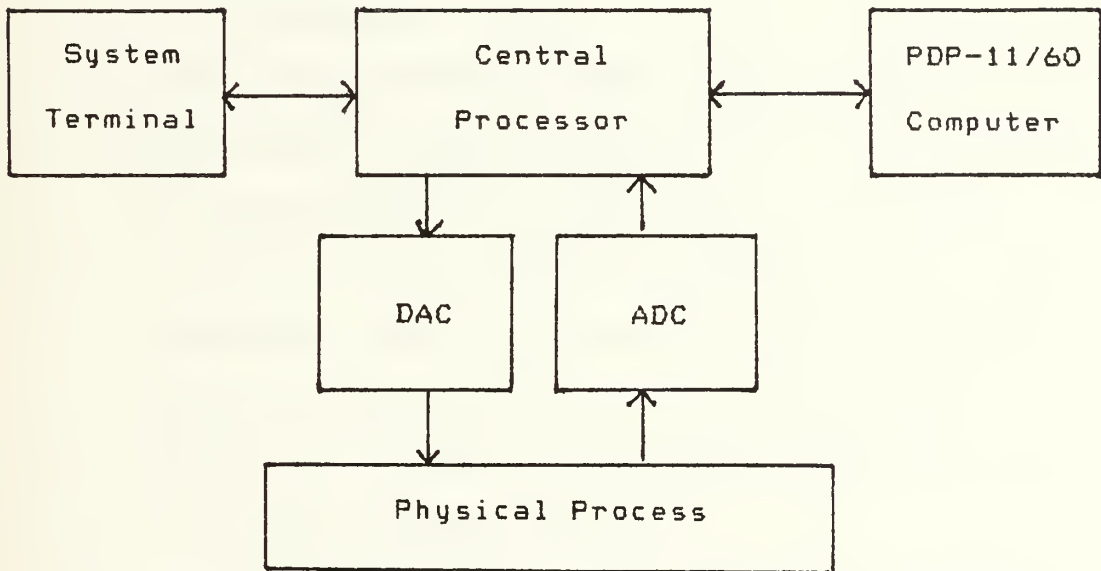 System
Terminal
Central
Processor
PDP-11/60
Computer
DAC
ADC
Physical Process